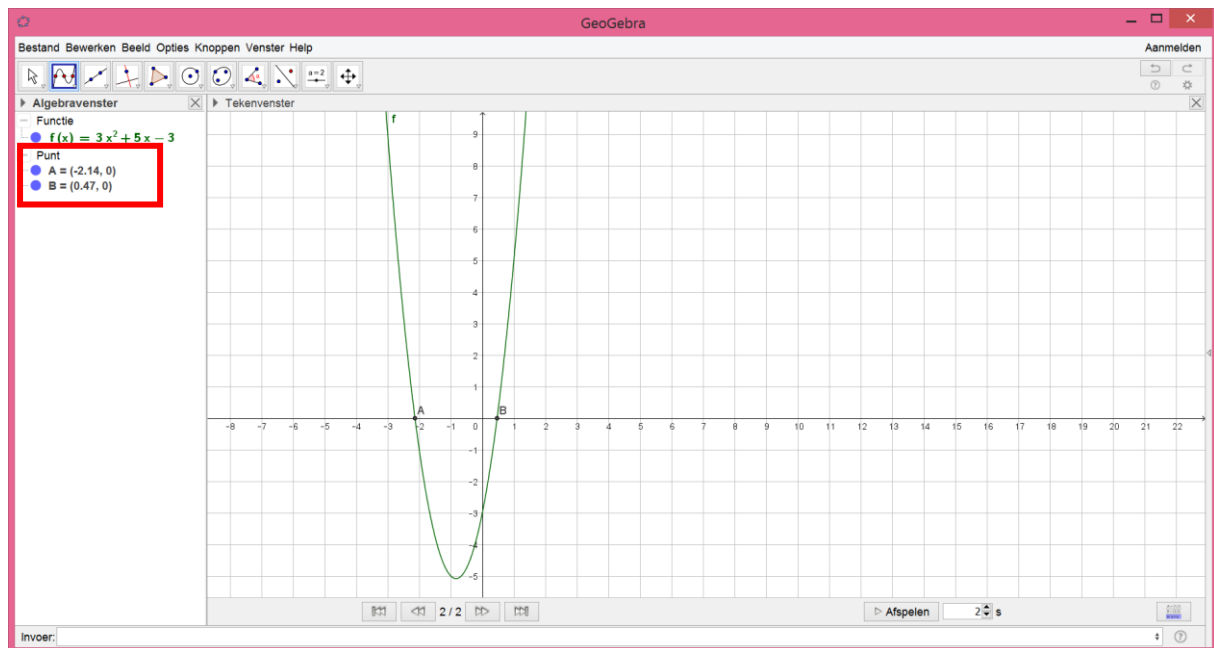 GeoGebra
Bestand Bewerken Beeld Opties Knoppen Venster Help
Aanmelden
a=2
Algebravenster
Tekenvenster
Functie
f(x) = 3 x² + 5 x − 3
Punt
A = (-2.14, 0)
B = (0.47, 0)
f
9
8
7
6
5
4
3
2
1
A
B
-8 -7 -6 -5 -4 -3 -2 -1 0 1 2 3 4 5 6 7 8 9 10 11 12 13 14 15 16 17 18 19 20 21 22
-1
-2
-3
-4
-5
2 / 2
Afspelen
2
s
Invoer: